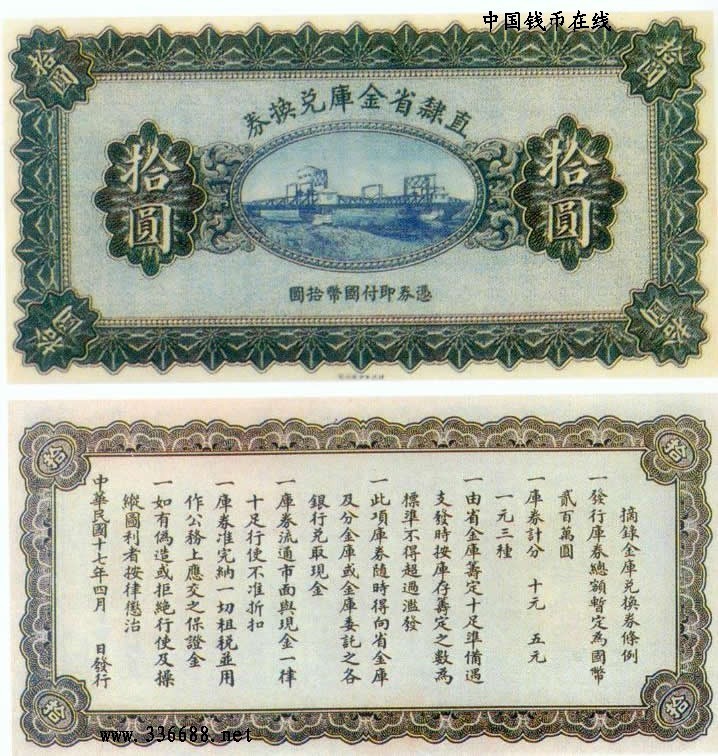 中国钱币在线
拾圓
拾圓
直隸省金庫兌換券
拾圓
拾圓
憑券即付國幣拾圓
拾圓
拾圓
拾
拾
摘錄金庫兌換券條例
一發行庫券總額暫定為國幣
貳百萬圓
一庫券計分 十元 五元
一元三種
一由省金庫籌定十足準備遇
支發時按庫存籌定之數為
標準不得超過濫發
一此項庫券隨時得向省金庫
及分金庫或金庫委託之各
銀行兌取現金
一庫券流通市面與現金一律
十足行使不准折扣
一庫券准完納一切租稅並用
作公務上應交之保證金
一如有偽造或拒絕行使及操
縱圖利者按律懲治
中華民國十七年四月 日發行
拾
拾
www.336688.net